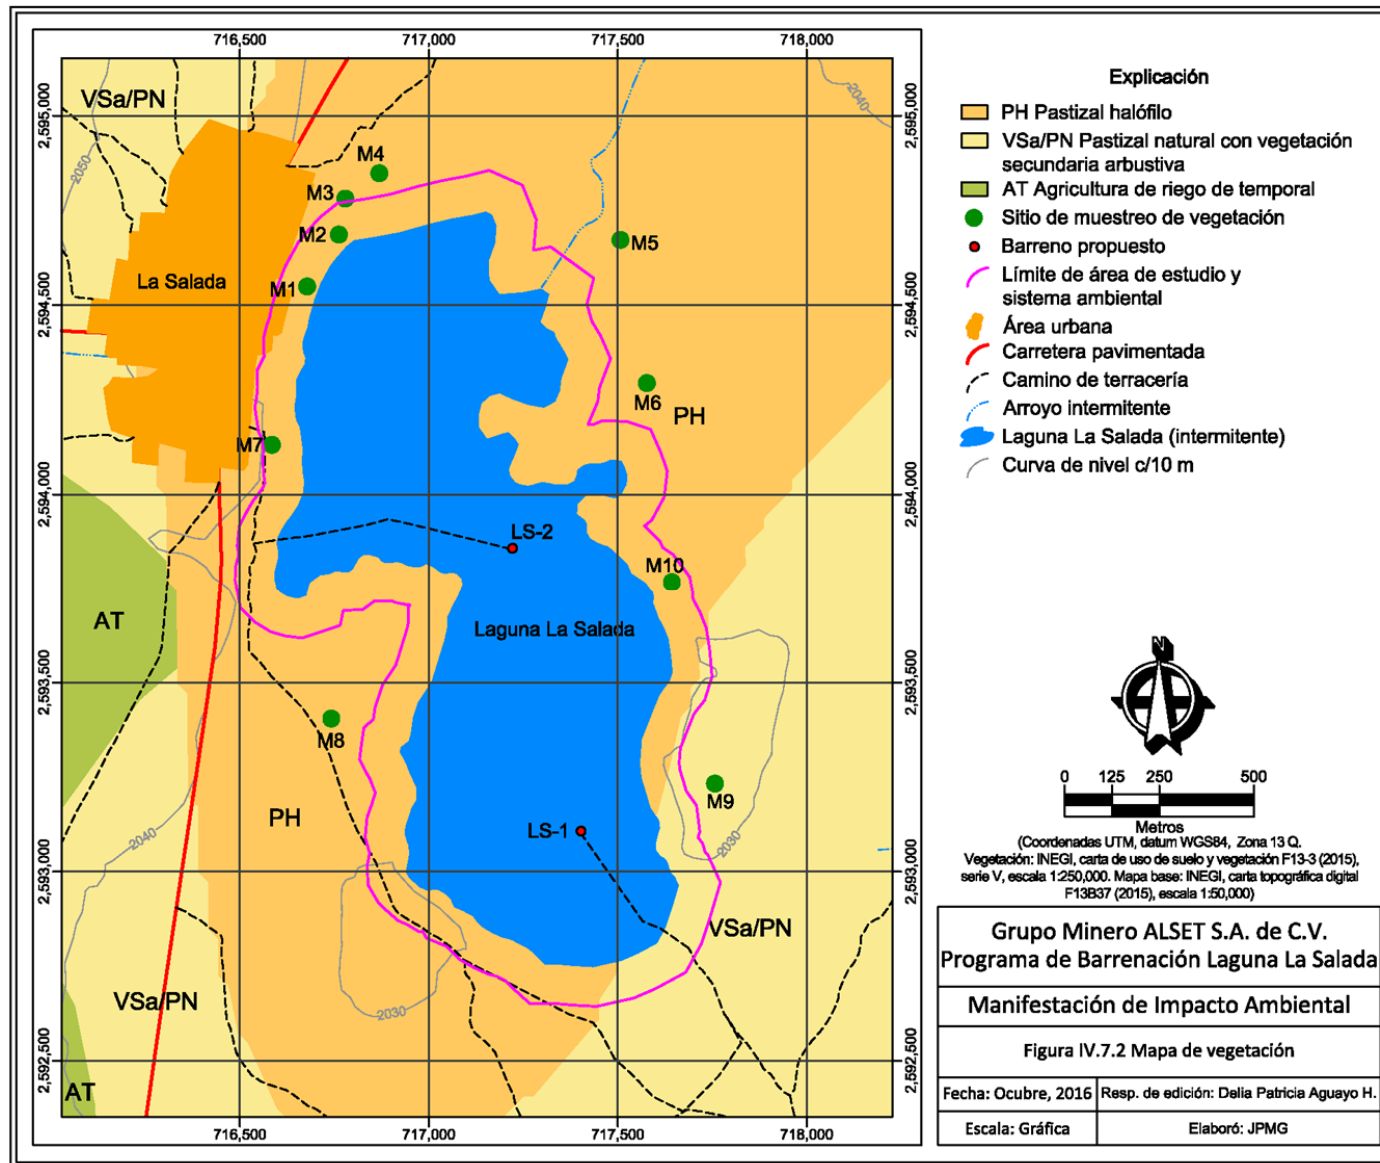 716,500
717,000
717,500
718,000
2,595,000
2,594,500
2,594,000
2,593,500
2,593,000
2,592,500
2,595,000
2,594,500
2,594,000
2,593,500
2,593,000
2,592,500
716,500
717,000
717,500
718,000
VSa/PN
2050
2040
M4
M3
M2
M5
La Salada
M1
M6
PH
M7
LS-2
M10
AT
Laguna La Salada
M8
M9
PH
LS-1
2040
2030
VSa/PN
VSa/PN
2030
AT
Explicación
PH Pastizal halófilo
VSa/PN Pastizal natural con vegetación
secundaria arbustiva
AT Agricultura de riego de temporal
Sitio de muestreo de vegetación
Barreno propuesto
Límite de área de estudio y
sistema ambiental
Área urbana
Carretera pavimentada
Camino de terracería
Arroyo intermitente
Laguna La Salada (intermitente)
Curva de nivel c/10 m
N
0 125 250 500
Metros
(Coordenadas UTM, datum WGS84, Zona 13 Q.
Vegetación: INEGI, carta de uso de suelo y vegetación F13-3 (2015),
serie V, escala 1:250,000. Mapa base: INEGI, carta topográfica digital
F13B37 (2015), escala 1:50,000)
Grupo Minero ALSET S.A. de C.V.
Programa de Barrenación Laguna La Salada
Manifestación de Impacto Ambiental
Figura IV.7.2 Mapa de vegetación
Fecha: Ocubre, 2016
Resp. de edición: Delia Patricia Aguayo H.
Escala: Gráfica
Elaboró: JPMG